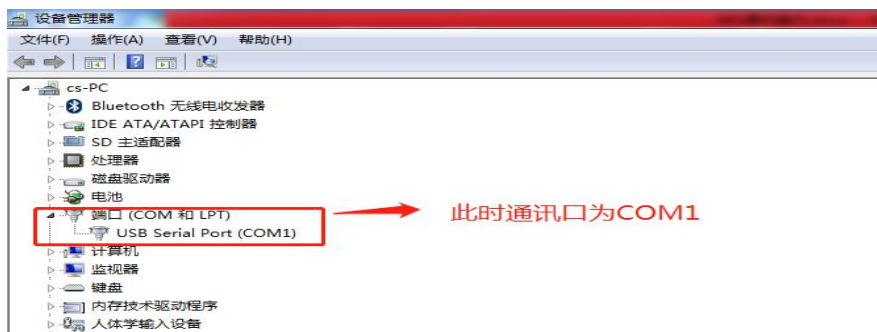 设备管理器
文件(F) 操作(A) 查看(V) 帮助(H)
cs-PC
Bluetooth 无线电收发器
IDE ATA/ATAPI 控制器
SD 主适配器
处理器
磁盘驱动器
电池
端口 (COM 和 LPT)
USB Serial Port (COM1)
此时通讯口为COM1
计算机
监视器
键盘
内存技术驱动程序
人体学输入设备